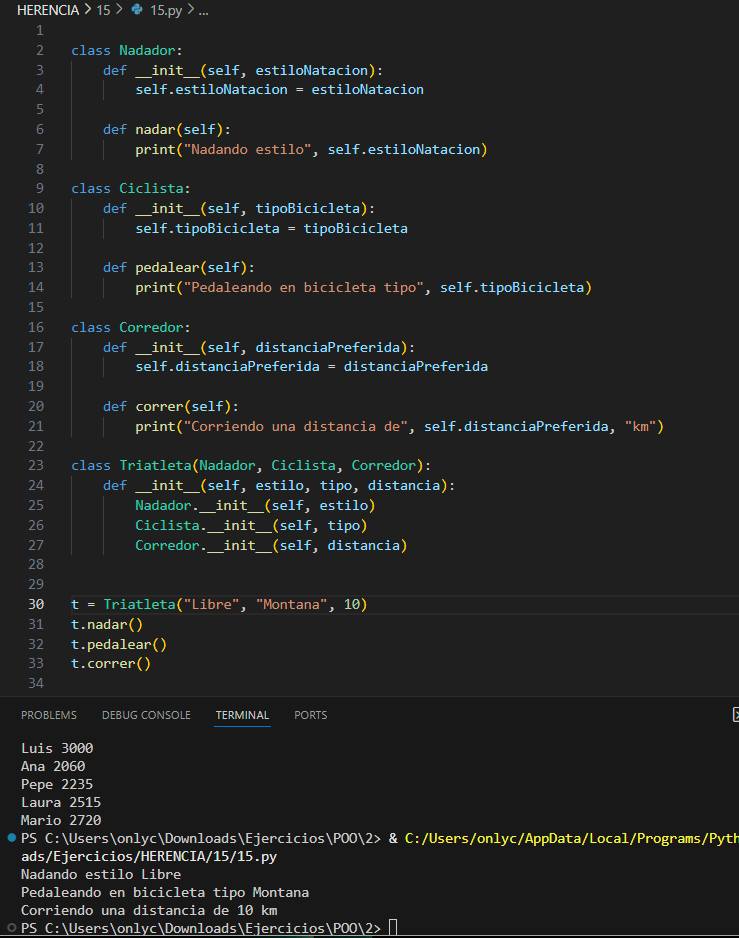 HERENCIA > 15 > 15.py > ...
1
2 class Nadador:
3     def __init__(self, estiloNatacion):
4         self.estiloNatacion = estiloNatacion
5
6     def nadar(self):
7         print("Nadando estilo", self.estiloNatacion)
8
9 class Ciclista:
10     def __init__(self, tipoBicicleta):
11         self.tipoBicicleta = tipoBicicleta
12
13     def pedalear(self):
14         print("Pedaleando en bicicleta tipo", self.tipoBicicleta)
15
16 class Corredor:
17     def __init__(self, distanciaPreferida):
18         self.distanciaPreferida = distanciaPreferida
19
20     def correr(self):
21         print("Corriendo una distancia de", self.distanciaPreferida, "km")
22
23 class Triatleta(Nadador, Ciclista, Corredor):
24     def __init__(self, estilo, tipo, distancia):
25         Nadador.__init__(self, estilo)
26         Ciclista.__init__(self, tipo)
27         Corredor.__init__(self, distancia)
28
29
30 t = Triatleta("Libre", "Montana", 10)
31 t.nadar()
32 t.pedalear()
33 t.correr()
34
PROBLEMS DEBUG CONSOLE TERMINAL PORTS
Luis 3000
Ana 2060
Pepe 2235
Laura 2515
Mario 2720
PS C:\Users\onlyc\Downloads\Ejercicios\POO\2> & C:/Users/onlyc/AppData/Local/Programs/Pyth
ads/Ejercicios/HERENCIA/15/15.py
Nadando estilo Libre
Pedaleando en bicicleta tipo Montana
Corriendo una distancia de 10 km
PS C:\Users\onlyc\Downloads\Ejercicios\POO\2>